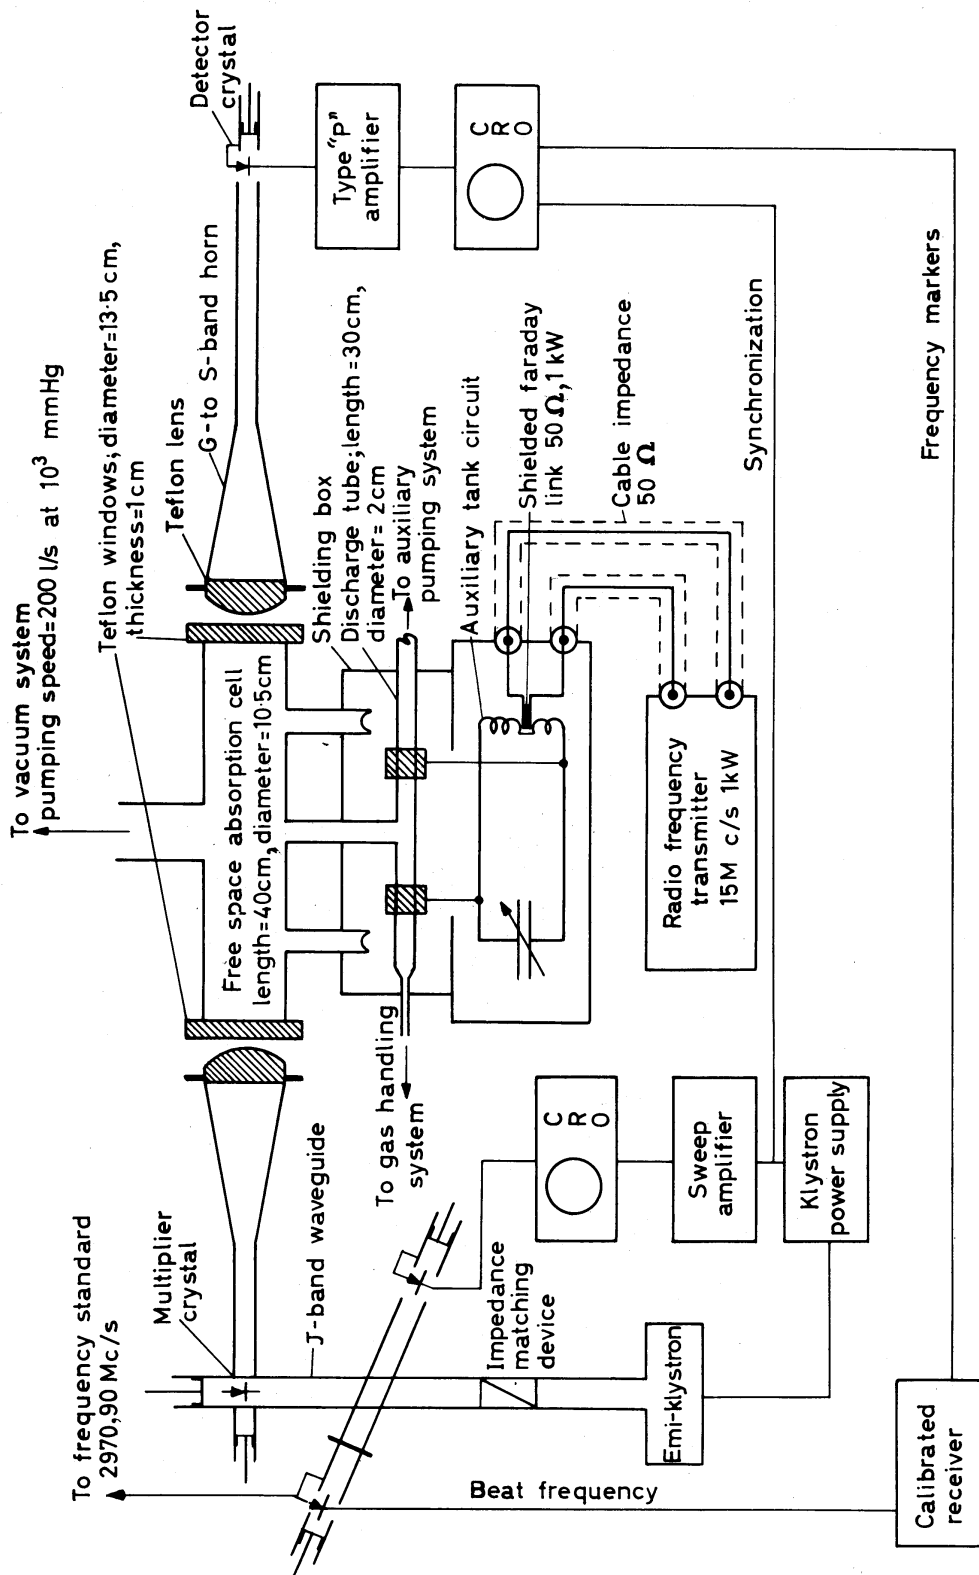 To vacuum system
pumping speed=200 l/s at 10³ mmHg
Teflon windows; diameter=13·5 cm,
thickness=1cm
Teflon lens
G-to S-band horn
Detector
crystal
To frequency standard
2970,90 Mc/s
Multiplier
crystal
J-band waveguide
Free space absorption cell
length=40cm, diameter=10·5cm
Shielding box
Discharge tube; length=30cm,
diameter=2cm
To auxiliary
pumping system
To gas handling
system
Auxiliary tank circuit
Shielded faraday
link 50 Ω, 1 kW
Cable impedance
50 Ω
Type "P"
amplifier
C
R
O
Impedance
matching
device
C
R
O
Radio frequency
transmitter
15M c/s 1kW
Emi-klystron
Sweep
amplifier
Klystron
power supply
Synchronization
Beat frequency
Frequency markers
Calibrated
receiver